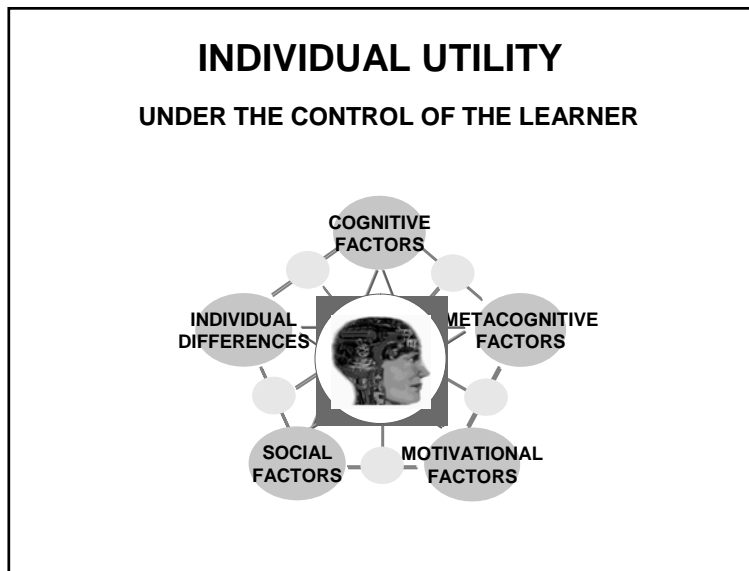 INDIVIDUAL UTILITY
UNDER THE CONTROL OF THE LEARNER
COGNITIVE
FACTORS
INDIVIDUAL
DIFFERENCES
METACOGNITIVE
FACTORS
SOCIAL
FACTORS
MOTIVATIONAL
FACTORS